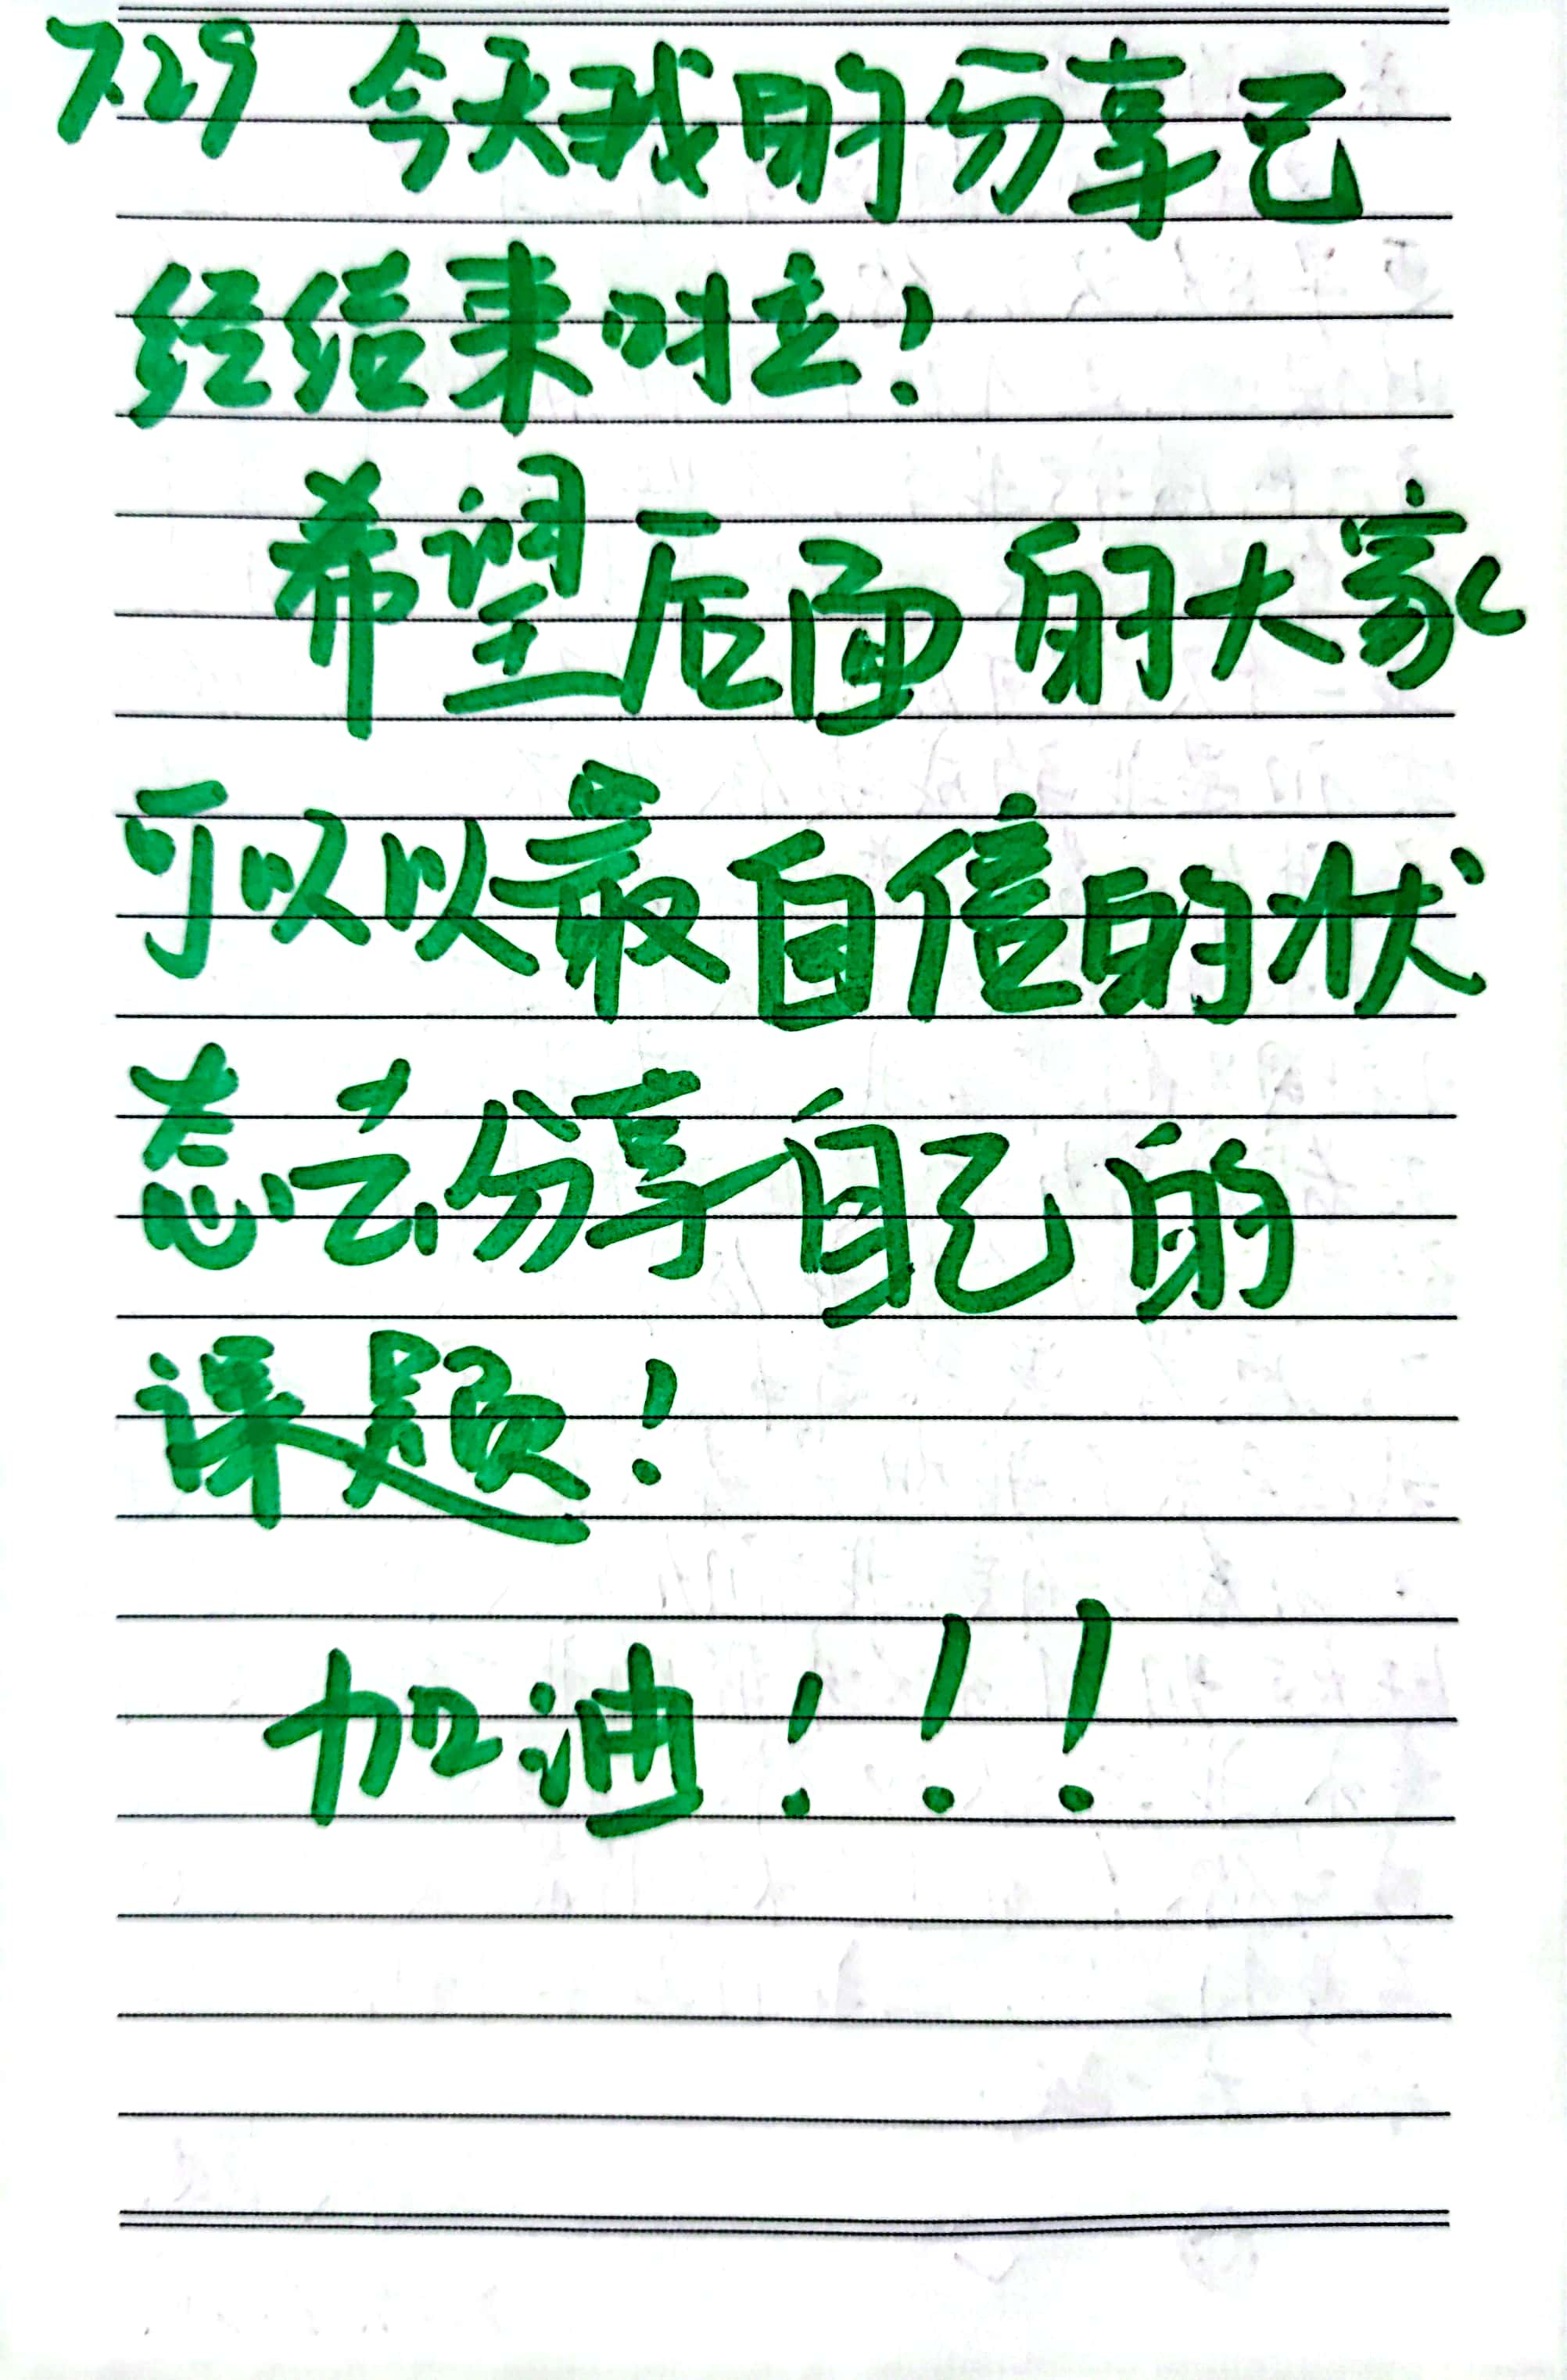 7.29 今天我的分享已
经结束啦!
希望后面的大家
可以以最自信的状
态去分享自己的
课题!
加油!!!